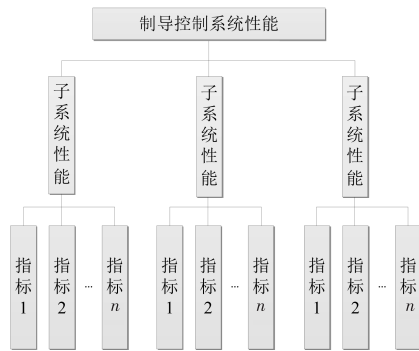 制导控制系统性能
子系统性能
子系统性能
子系统性能
指标1
指标2
...
指标n
指标1
指标2
...
指标n
指标1
指标2
...
指标n